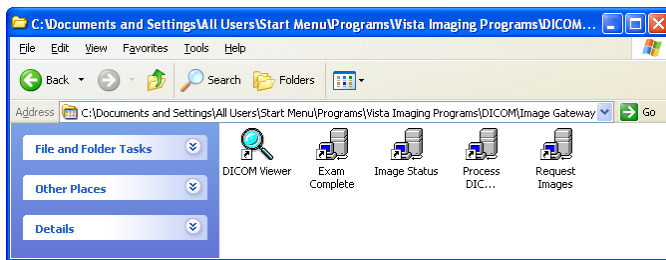 C:\Documents and Settings\All Users\Start Menu\Programs\Vista Imaging Programs\DICOM...
File Edit View Favorites Tools Help
Back Search Folders
Address C:\Documents and Settings\All Users\Start Menu\Programs\Vista Imaging Programs\DICOM\Image Gateway Go
File and Folder Tasks
Other Places
Details
DICOM Viewer
Exam
Complete
Image Status
Process
DIC...
Request
Images